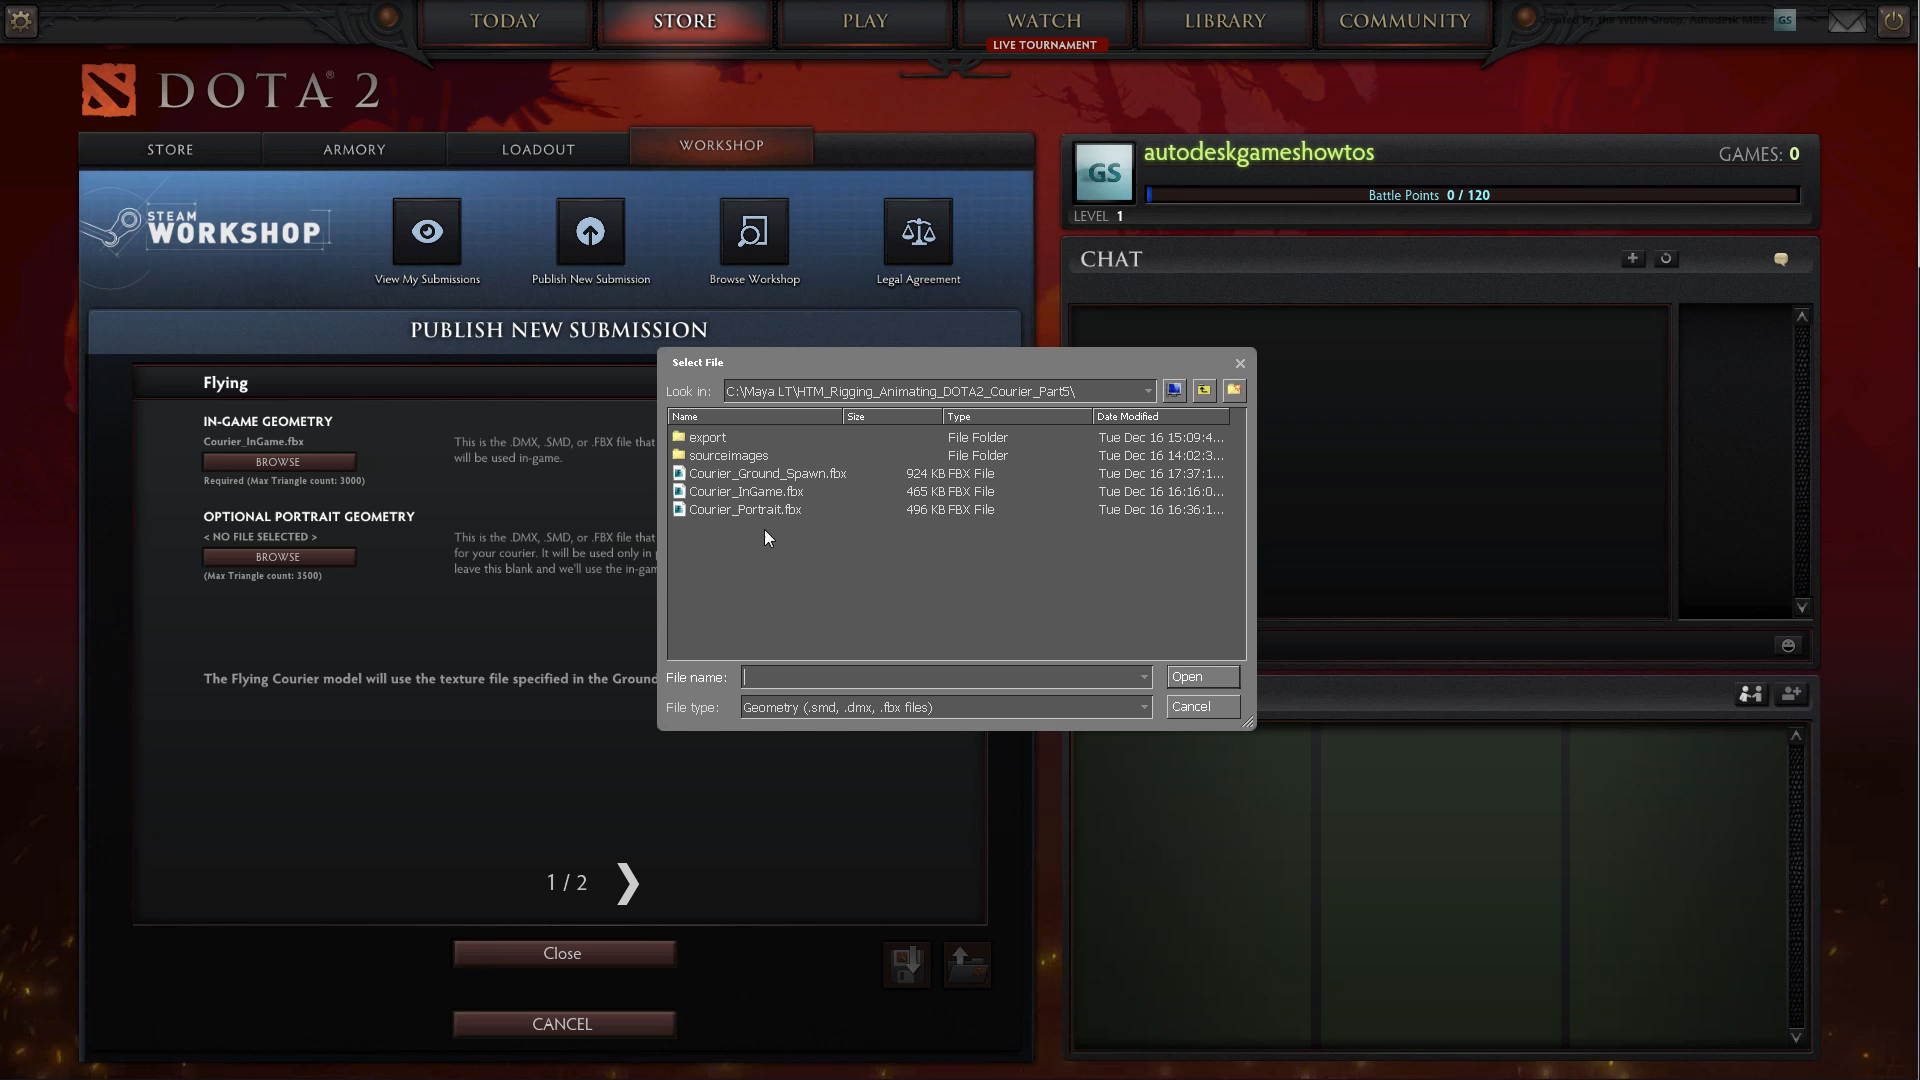 TODAY
STORE
PLAY
WATCH
LIBRARY
COMMUNITY
LIVE TOURNAMENT
Created by the WDM Group, Autodesk M&E
GS
DOTA® 2
STORE
ARMORY
LOADOUT
WORKSHOP
STEAM
WORKSHOP
View My Submissions
Publish New Submission
Browse Workshop
Legal Agreement
PUBLISH NEW SUBMISSION
Flying
IN-GAME GEOMETRY
Courier_InGame.fbx
BROWSE
Required (Max Triangle count: 3000)
This is the .DMX, .SMD, or .FBX file that
will be used in-game.
OPTIONAL PORTRAIT GEOMETRY
< NO FILE SELECTED >
BROWSE
(Max Triangle count: 3500)
This is the .DMX, .SMD, or .FBX file that
for your courier. It will be used only in
leave this blank and we'll use the in-gam
The Flying Courier model will use the texture file specified in the Ground
1 / 2
Close
CANCEL
GS
autodeskgameshowtos
GAMES: 0
Battle Points 0 / 120
LEVEL 1
CHAT
Select File
Look in: C:\Maya LT\HTM_Rigging_Animating_DOTA2_Courier_Part5\
Name Size Type Date Modified
export File Folder Tue Dec 16 15:09:4...
sourceimages File Folder Tue Dec 16 14:02:3...
Courier_Ground_Spawn.fbx 924 KB FBX File Tue Dec 16 17:37:1...
Courier_InGame.fbx 465 KB FBX File Tue Dec 16 16:16:0...
Courier_Portrait.fbx 496 KB FBX File Tue Dec 16 16:36:1...
File name:
Open
File type: Geometry (.smd, .dmx, .fbx files)
Cancel